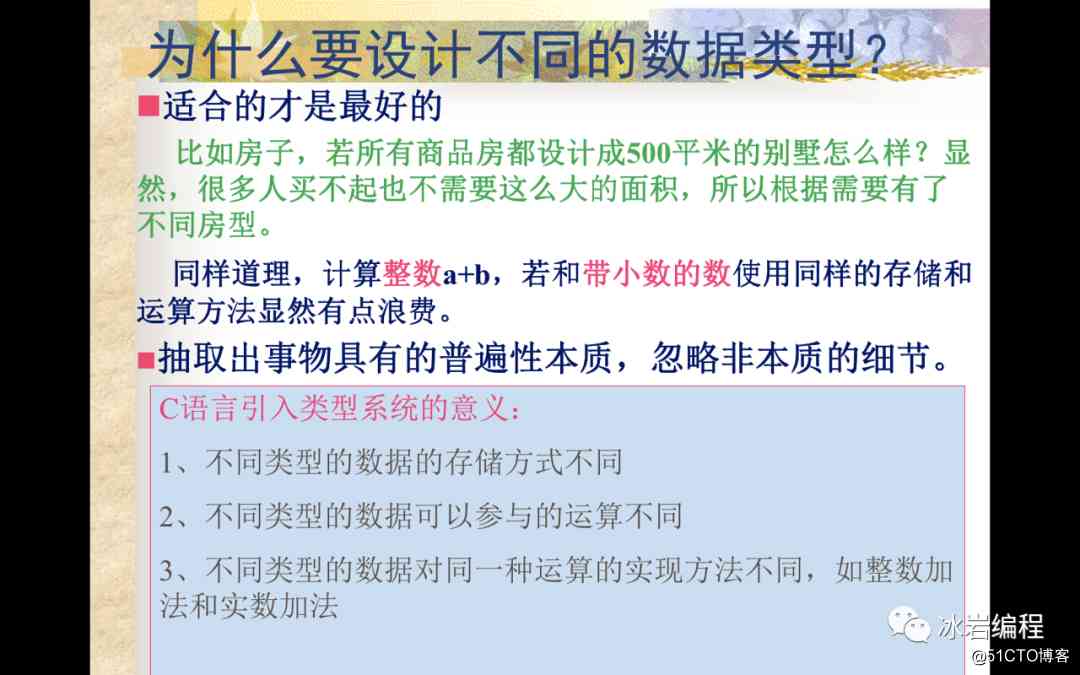 为什么要设计不同的数据类型？
适合的才是最好的
比如房子，若所有商品房都设计成500平米的别墅怎么样？显
然，很多人买不起也不需要这么大的面积，所以根据需要有了
不同房型。
同样道理，计算整数a+b，若和带小数的数使用同样的存储和
运算方法显然有点浪费。
抽取出事物具有的普遍性本质，忽略非本质的细节。
C语言引入类型系统的意义：
1、不同类型的数据的存储方式不同
2、不同类型的数据可以参与的运算不同
3、不同类型的数据对同一种运算的实现方法不同，如整数加
法和实数加法
冰岩编程
@51CTO博客